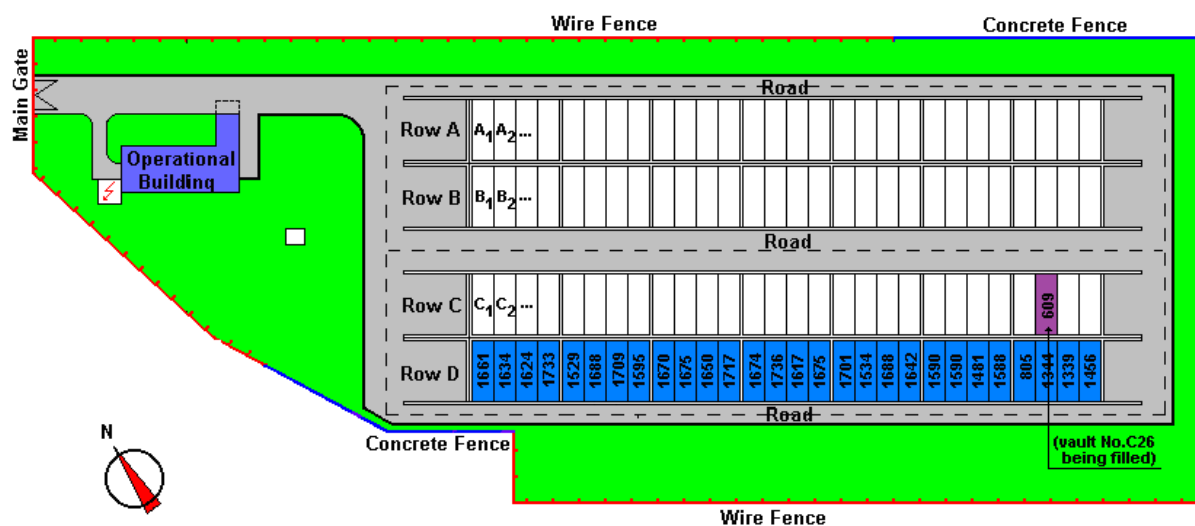 Wire Fence
Concrete Fence
Main Gate
Road
Row A
A1 A2 ...
Operational
Building
Row B
B1 B2 ...
Road
Row C
C1 C2 ...
609
Row D
1661 1634 1624 1733 1529 1688 1709 1595 1670 1675 1650 1717 1674 1736 1617 1675 1701 1534 1688 1642 1590 1590 1481 1588 805 1344 1339 1456
Road
Concrete Fence
(vault No.C26
being filled)
N
Wire Fence